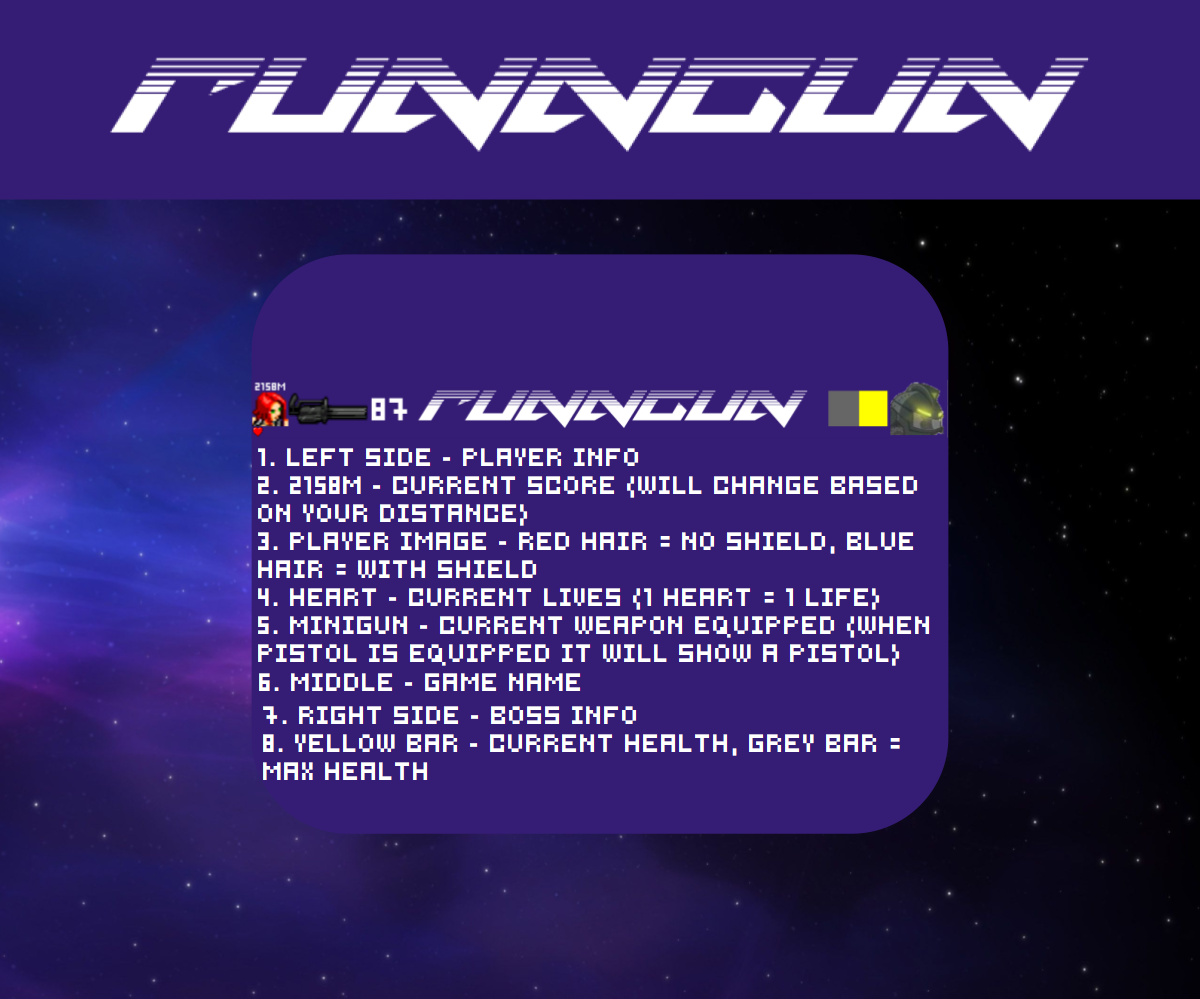 RUNNGUN
2158M
87 RUNNGUN
1. LEFT SIDE - PLAYER INFO
2. 2158M - CURRENT SCORE (WILL CHANGE BASED
ON YOUR DISTANCE)
3. PLAYER IMAGE - RED HAIR = NO SHIELD, BLUE
HAIR = WITH SHIELD
4. HEART - CURRENT LIVES (1 HEART = 1 LIFE)
5. MINIGUN - CURRENT WEAPON EQUIPPED (WHEN
PISTOL IS EQUIPPED IT WILL SHOW A PISTOL)
6. MIDDLE - GAME NAME
7. RIGHT SIDE - BOSS INFO
8. YELLOW BAR - CURRENT HEALTH, GREY BAR =
MAX HEALTH